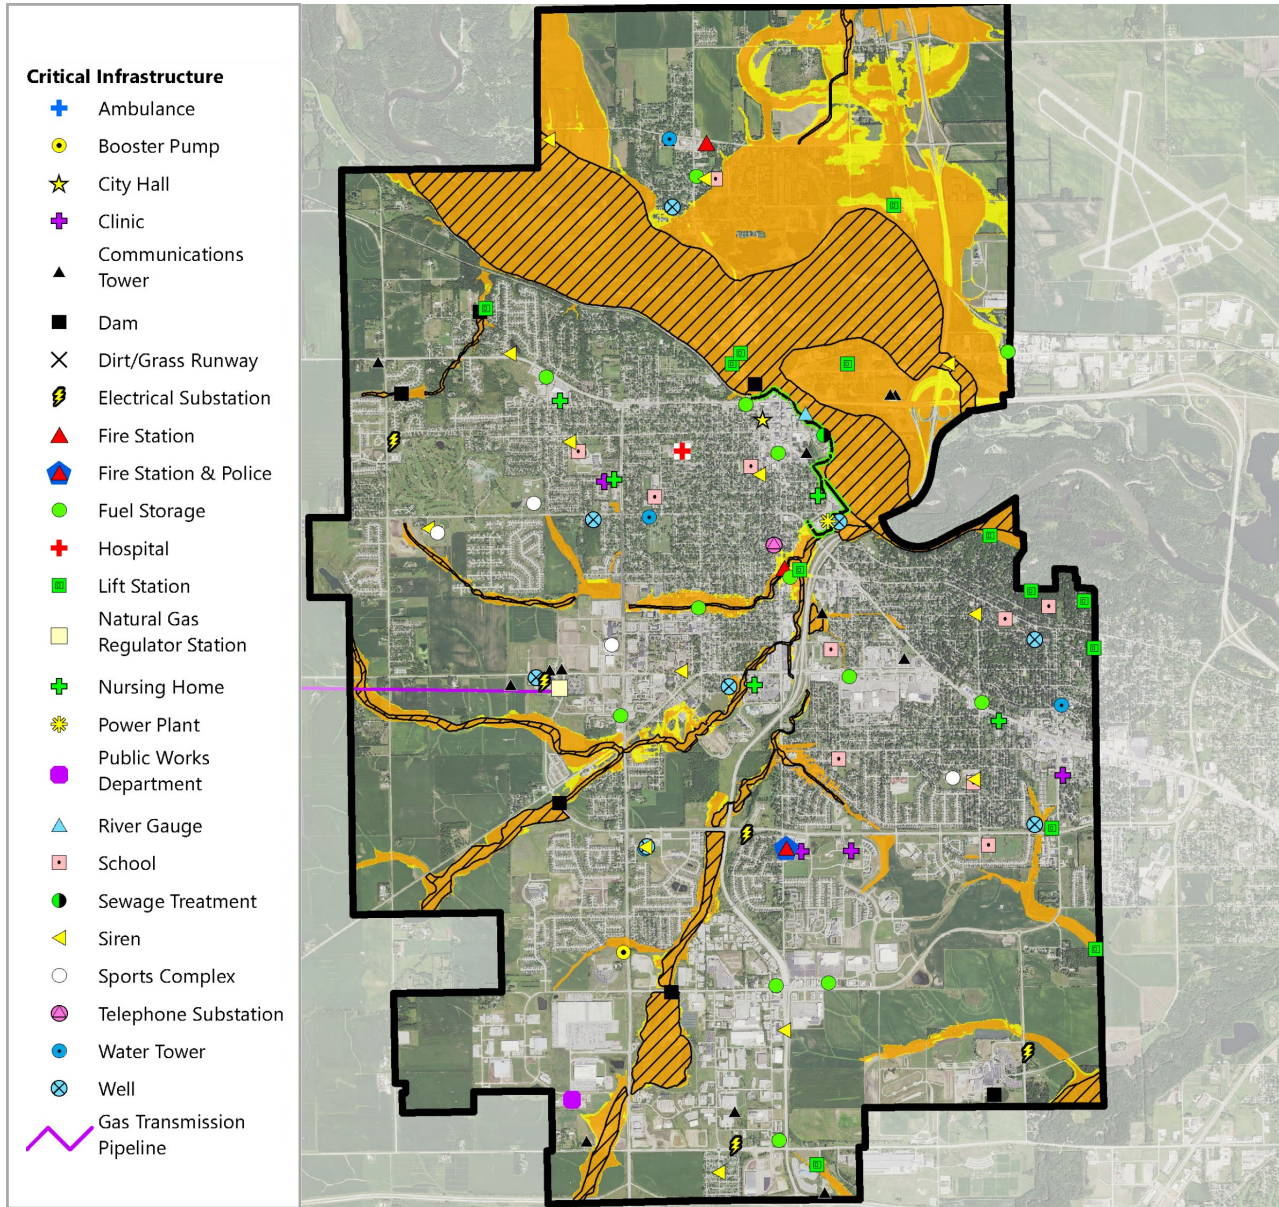 Critical Infrastructure
Ambulance
Booster Pump
City Hall
Clinic
Communications
Tower
Dam
Dirt/Grass Runway
Electrical Substation
Fire Station
Fire Station & Police
Fuel Storage
Hospital
Lift Station
Natural Gas
Regulator Station
Nursing Home
Power Plant
Public Works
Department
River Gauge
School
Sewage Treatment
Siren
Sports Complex
Telephone Substation
Water Tower
Well
Gas Transmission
Pipeline